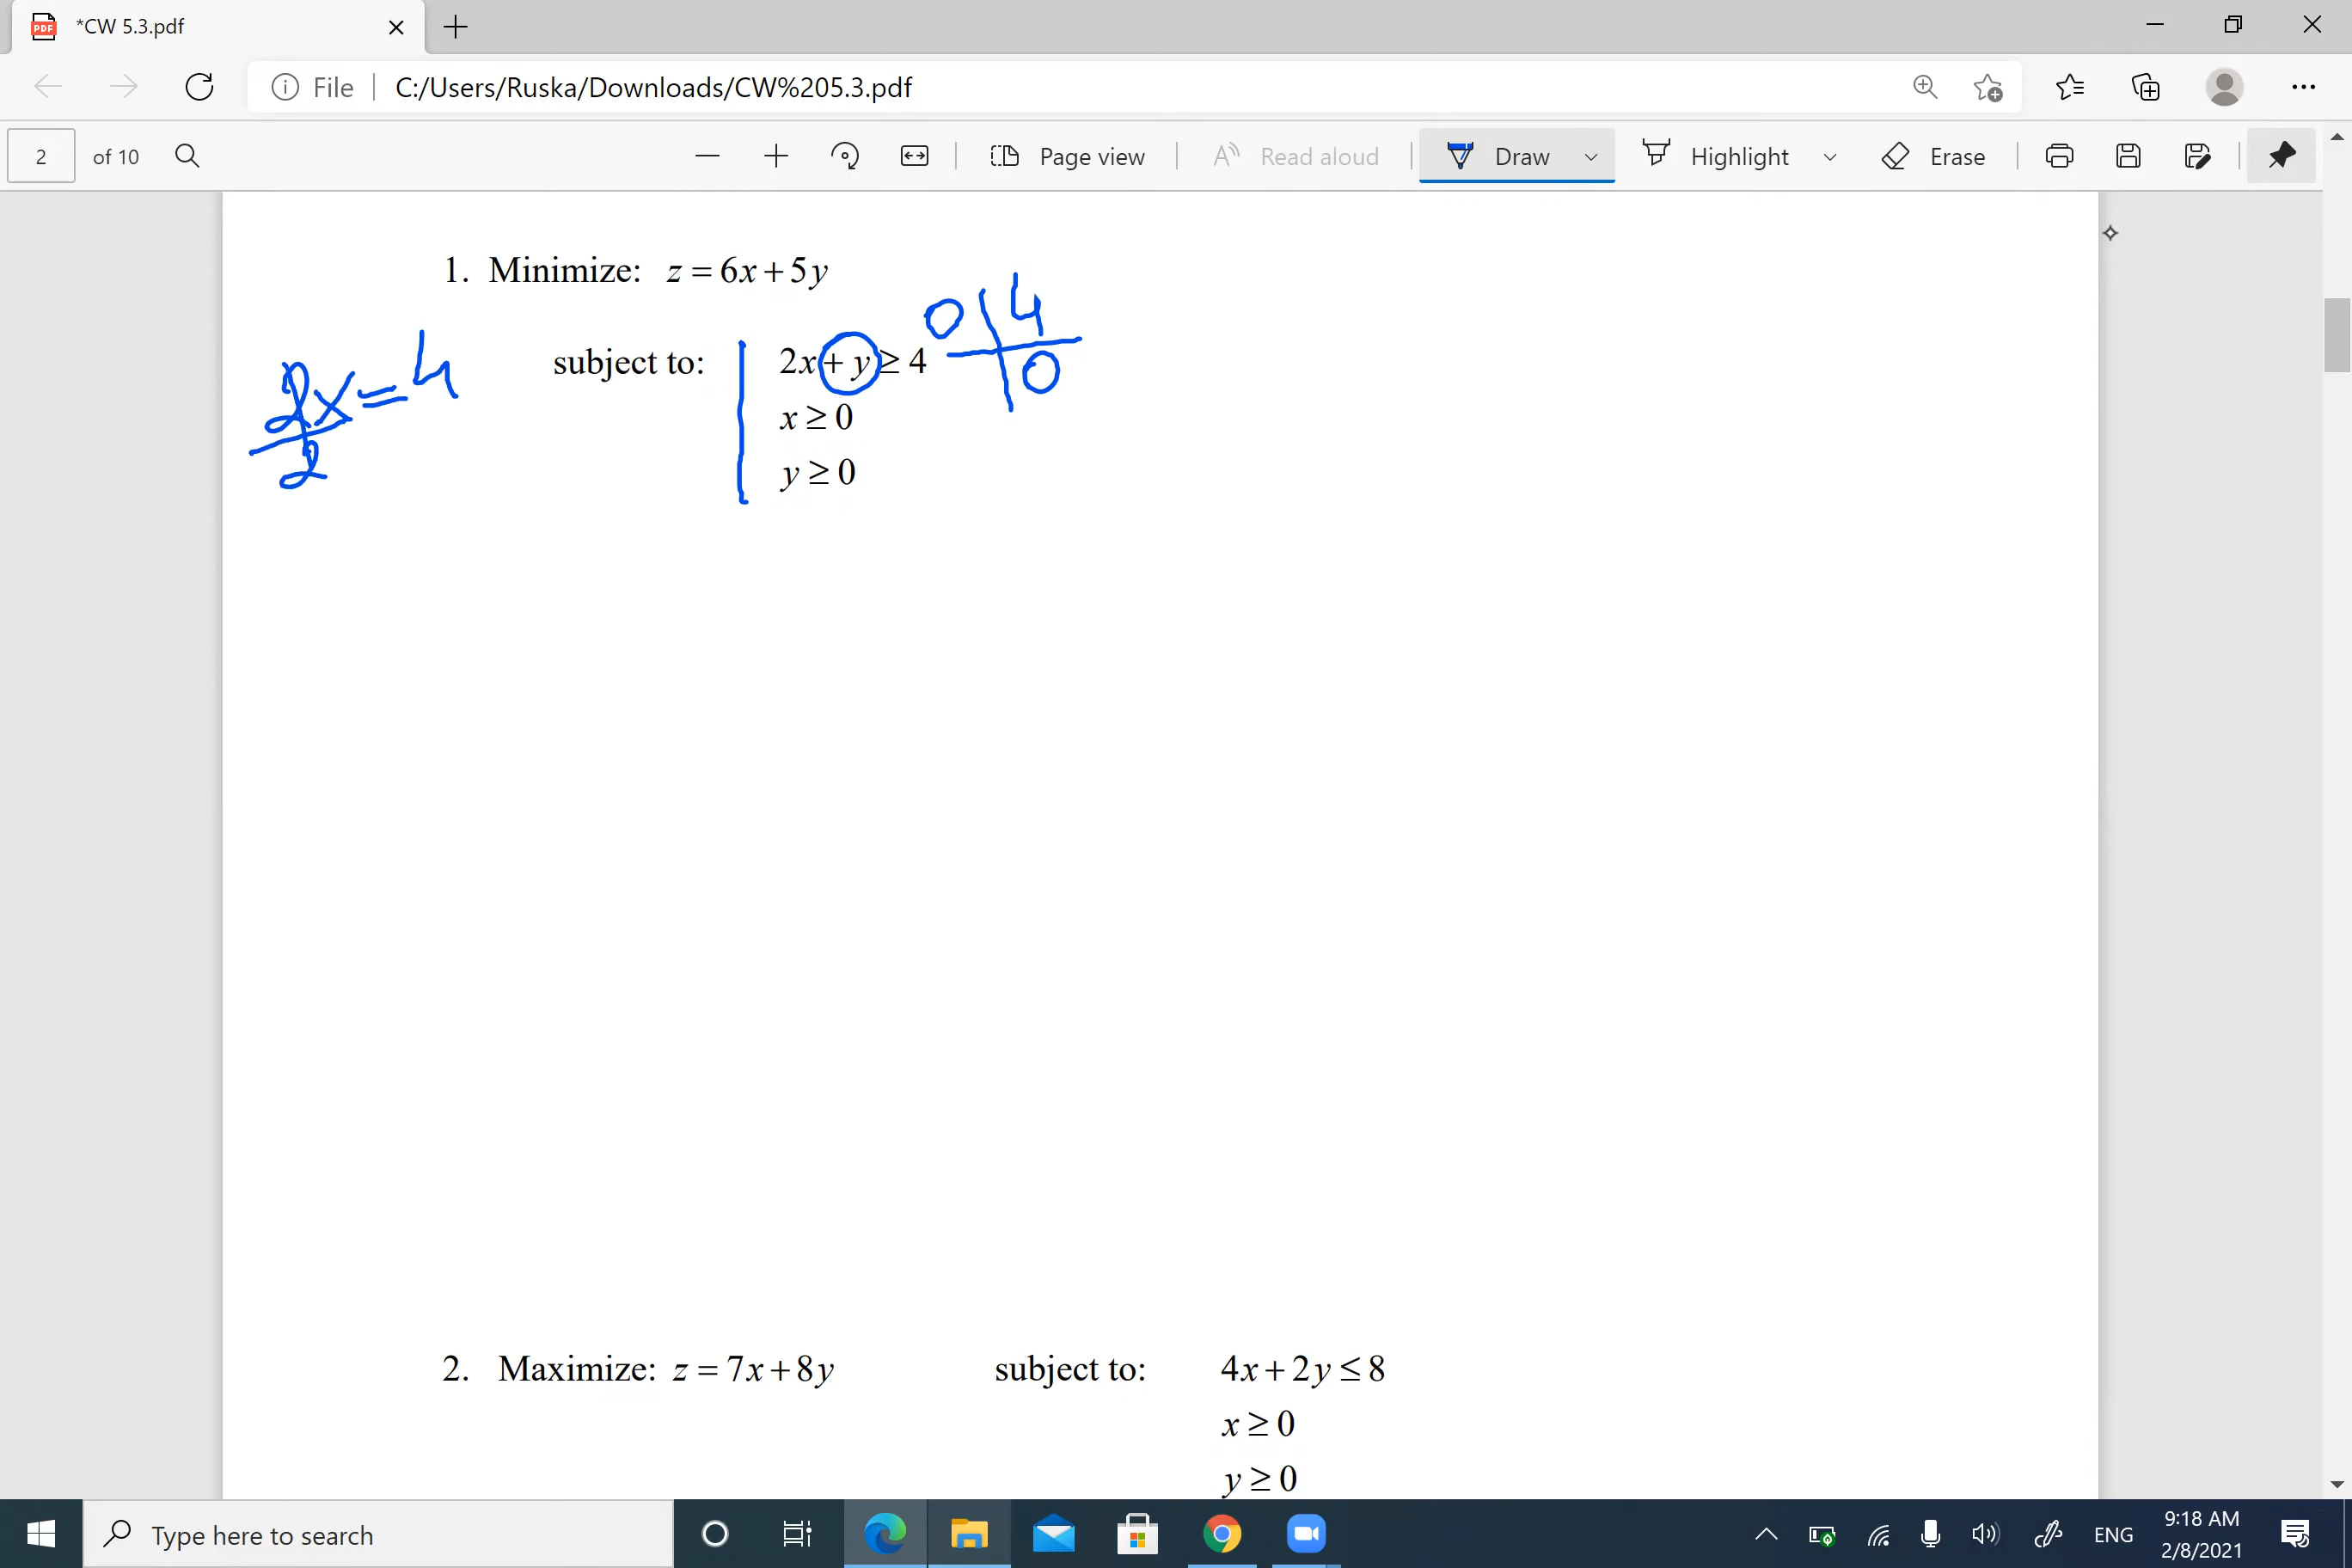 *CW 5.3.pdf
File C:/Users/Ruska/Downloads/CW%205.3.pdf
2 of 10 Page view Read aloud Draw Highlight Erase
1. Minimize: z = 6x + 5y
0 | 4
0
subject to: 2x + y ≥ 4
x ≥ 0
y ≥ 0
2x = 4
2
2. Maximize: z = 7x + 8y subject to: 4x + 2y ≤ 8
x ≥ 0
y ≥ 0
Type here to search
ENG
9:18 AM
2/8/2021